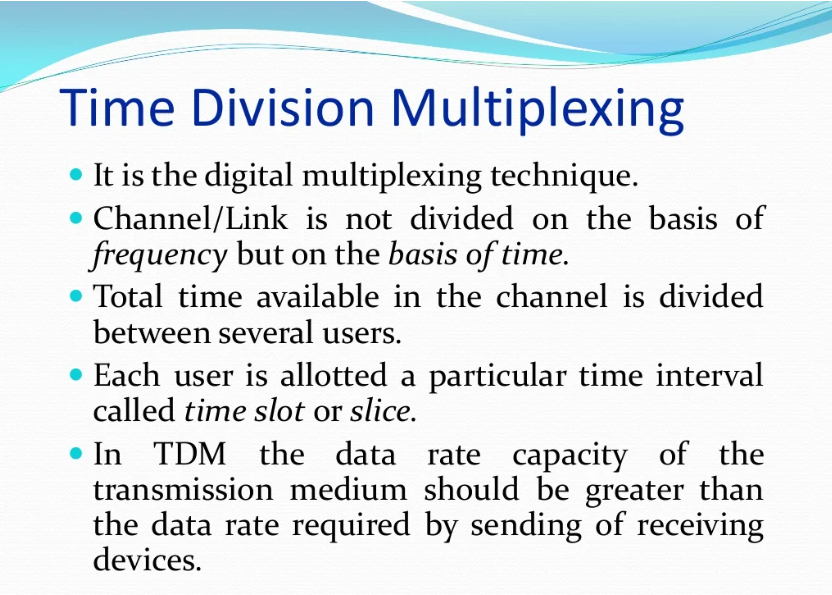 Time Division Multiplexing
• It is the digital multiplexing technique.
• Channel/Link is not divided on the basis of
frequency but on the basis of time.
• Total time available in the channel is divided
between several users.
• Each user is allotted a particular time interval
called time slot or slice.
• In TDM the data rate capacity of the
transmission medium should be greater than
the data rate required by sending of receiving
devices.